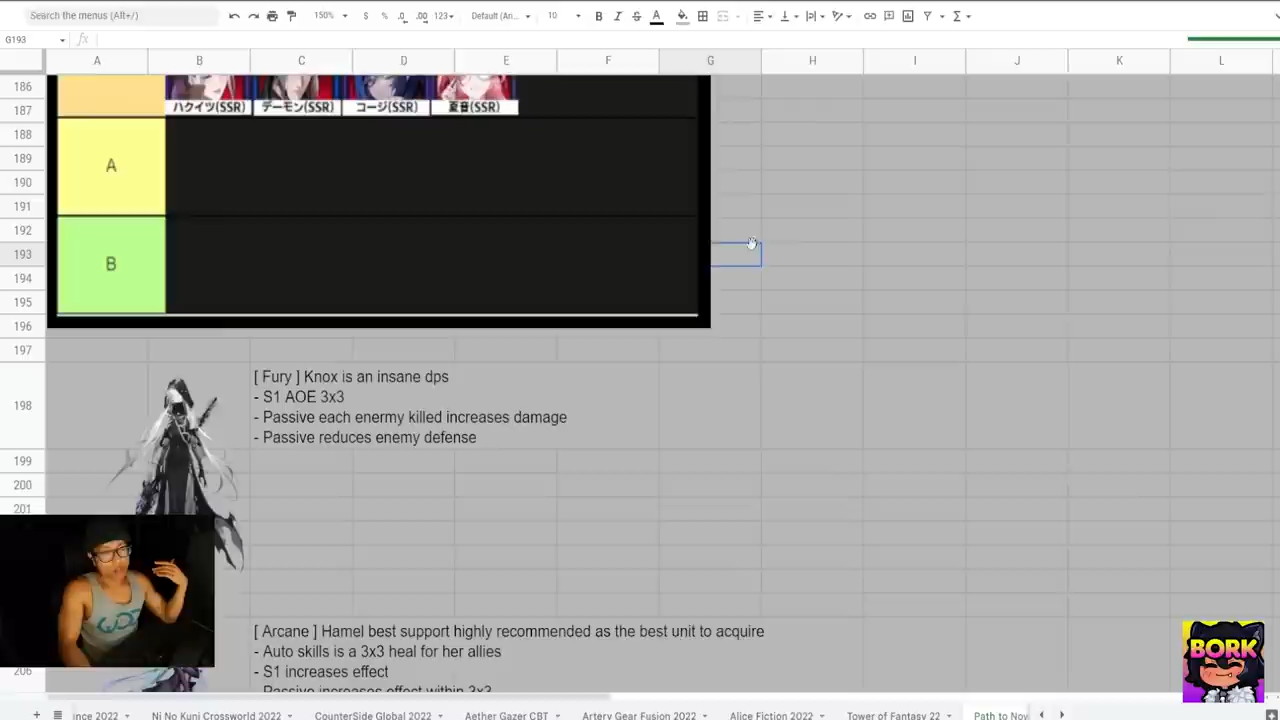 Search the menus (Alt+/)
150%
$ % .0 .00 123
Default (Ari...
10
B I S A
G193
fx
A B C D E F G H I J K L
186
187
ハクイツ(SSR) デーモン(SSR) コージ(SSR) 夏音(SSR)
188
A
189
190
191
192
193
B
194
195
196
197
[ Fury ] Knox is an insane dps
- S1 AOE 3x3
198
- Passive each enermy killed increases damage
- Passive reduces enemy defense
199
200
201
[ Arcane ] Hamel best support highly recommended as the best unit to acquire
- Auto skills is a 3x3 heal for her allies
206
- S1 increases effect
- Passive increases effect within 3x3
BORK
ince 2022
Ni No Kuni Crossworld 2022
CounterSide Global 2022
Aether Gazer CBT
Artery Gear Fusion 2022
Alice Fiction 2022
Tower of Fantasy 22
Path to Nov